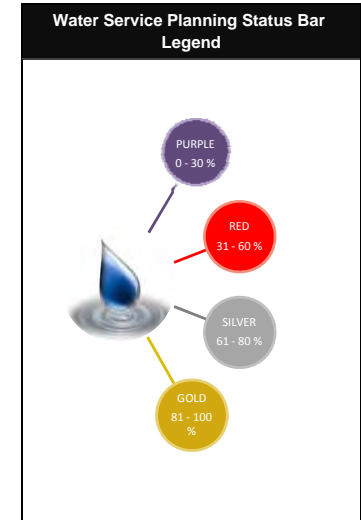 Water Service Planning Status Bar
Legend
PURPLE
0 - 30 %
RED
31 - 60 %
SILVER
61 - 80 %
GOLD
81 - 100
%